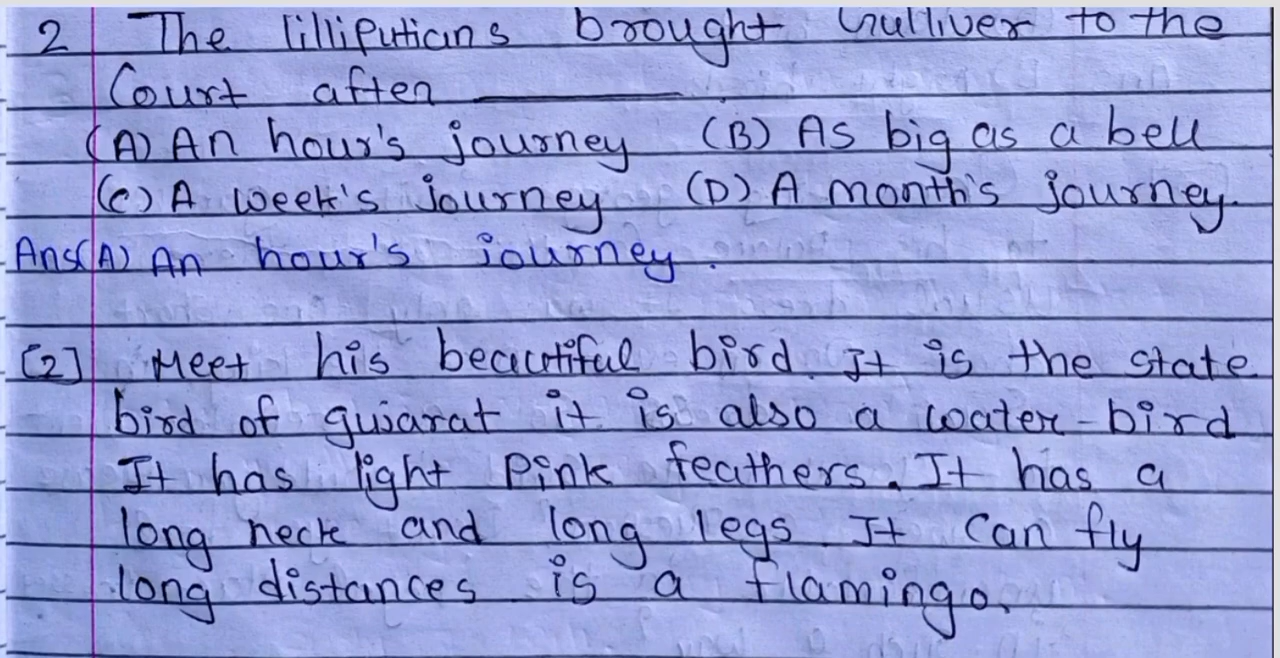 2 The lilliputians brought Gulliver to the
Court after ________ .
(A) An hour's journey (B) As big as a bell
(C) A week's journey (D) A month's journey.
Ans(A) An hour's journey.
[2] Meet his beautiful bird. It is the state
bird of gujarat it is also a water-bird
It has light Pink feathers. It has a
long neck and long legs. It can fly
long distances is a flamingo.